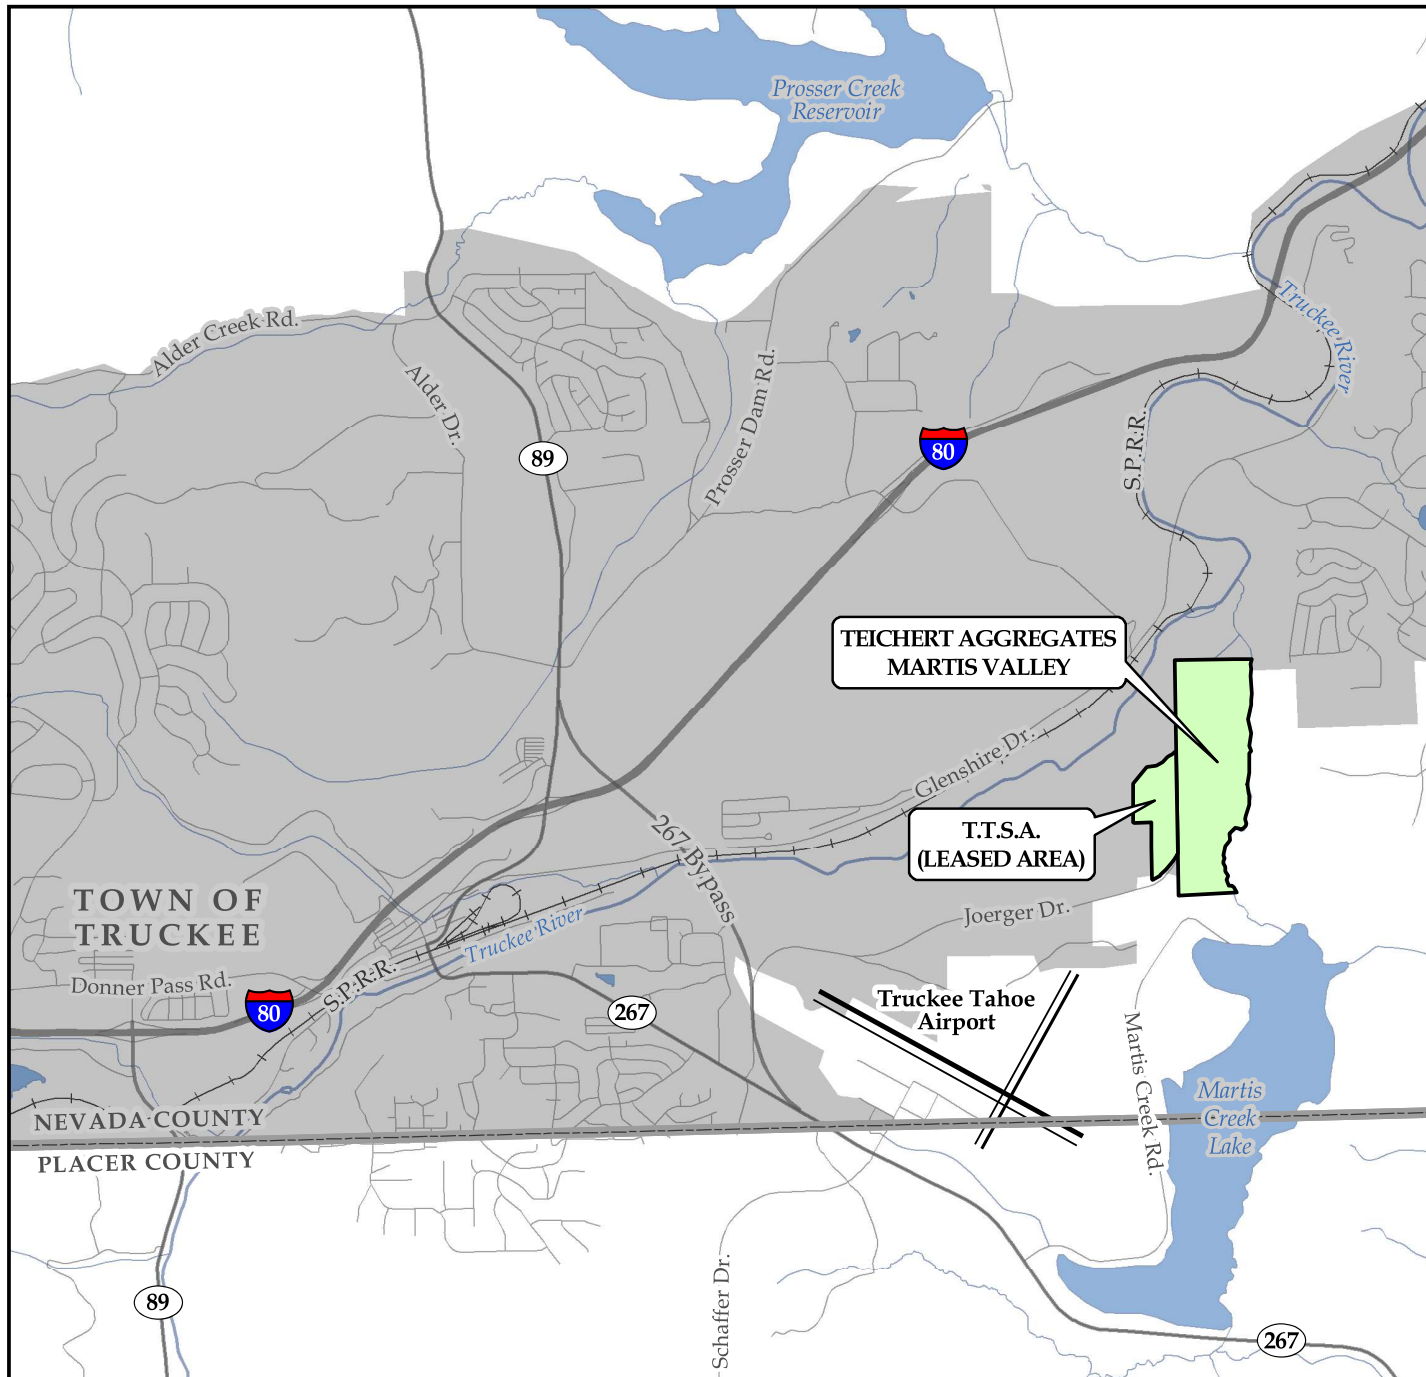 Prosser Creek
Reservoir
Truckee River
Alder Creek Rd.
Alder Dr.
Prosser Dam Rd.
89
80
S.P.R.R.
TEICHERT AGGREGATES
MARTIS VALLEY
Glenshire Dr.
T.T.S.A.
(LEASED AREA)
267 Bypass
TOWN OF
TRUCKEE
Joerger Dr.
Truckee River
Donner Pass Rd.
S.P.R.R.
80
267
Truckee Tahoe
Airport
Martis Creek Rd.
Martis
Creek
Lake
NEVADA COUNTY
PLACER COUNTY
Schaffer Dr.
89
267